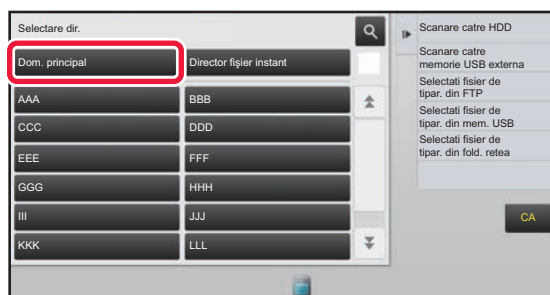 Selectare dir.
Dom. principal
Director fişier instant
AAA
BBB
CCC
DDD
EEE
FFF
GGG
HHH
III
JJJ
KKK
LLL
Scanare catre HDD
Scanare catre
memorie USB externa
Selectati fisier de
tipar. din FTP
Selectati fisier de
tipar. din mem. USB
Selectati fisier de
tipar. din fold. retea
CA